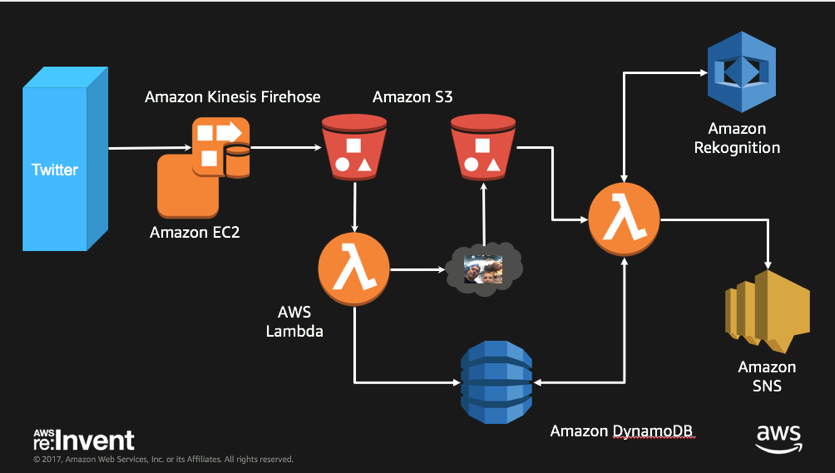 Amazon Kinesis Firehose
Amazon S3
Twitter
Amazon
Rekognition
Amazon EC2
AWS
Lambda
Amazon
SNS
Amazon DynamoDB
AWS
re:Invent
© 2017, Amazon Web Services, Inc. or its Affiliates. All rights reserved.
aws